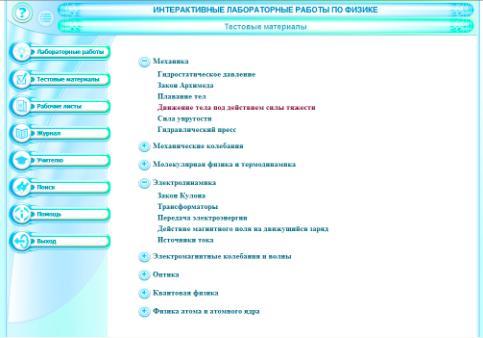 ИНТЕРАКТИВНЫЕ ЛАБОРАТОРНЫЕ РАБОТЫ ПО ФИЗИКЕ
Тестовые материалы
Лабораторные работы
Тестовые материалы
Рабочие листы
Журнал
Учителю
Поиск
Помощь
Выход
Механика
Гидростатическое давление
Закон Архимеда
Плавание тел
Движение тела под действием силы тяжести
Сила упругости
Гидравлический пресс
Механические колебания
Молекулярная физика и термодинамика
Электродинамика
Закон Кулона
Трансформаторы
Передача электроэнергии
Действие магнитного поля на движущийся заряд
Источники тока
Электромагнитные колебания и волны
Оптика
Квантовая физика
Физика атома и атомного ядра